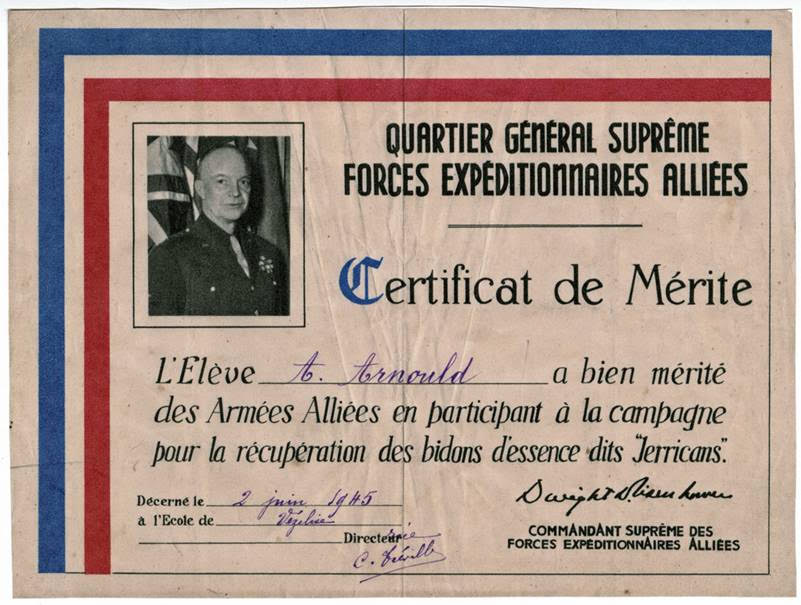 QUARTIER GÉNÉRAL SUPRÊME
FORCES EXPÉDITIONNAIRES ALLIÉES
Certificat de Mérite
L'Elève A. Arnould a bien mérité
des Armées Alliées en participant à la campagne
pour la récupération des bidons d'essence dits "Jerricans".
Décerné le 2 juin 1945
à l'Ecole de Vézelise
Directeur
C.
Dwight D Eisenhower
COMMANDANT SUPRÊME DES
FORCES EXPÉDITIONNAIRES ALLIÉES